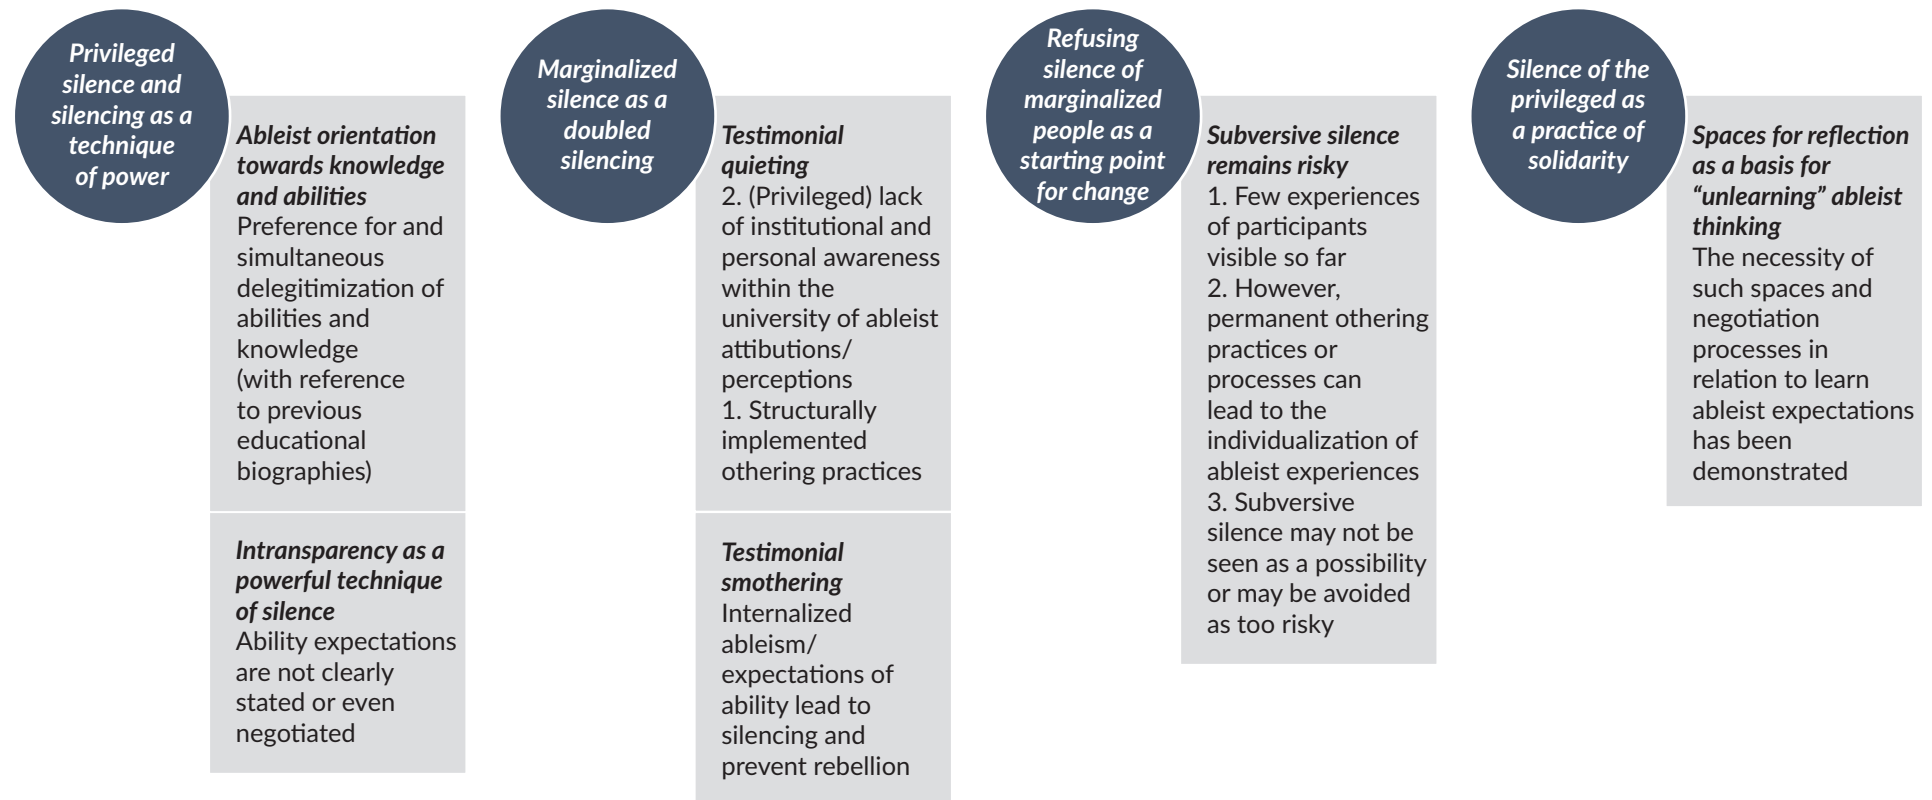 Privileged
silence and
silencing as a
technique
of power
Ableist orientation
towards knowledge
and abilities
Preference for and
simultaneous
delegitimization of
abilities and
knowledge
(with reference
to previous
educational
biographies)
Intransparency as a
powerful technique
of silence
Ability expectations
are not clearly
stated or even
negotiated
Marginalized
silence as a
doubled
silencing
Testimonial
quieting
2. (Privileged) lack
of institutional and
personal awareness
within the
university of ableist
attibutions/
perceptions
1. Structurally
implemented
othering practices
Testimonial
smothering
Internalized
ableism/
expectations of
ability lead to
silencing and
prevent rebellion
Refusing
silence of
marginalized
people as a
starting point
for change
Subversive silence
remains risky
1. Few experiences
of participants
visible so far
2. However,
permanent othering
practices or
processes can
lead to the
individualization of
ableist experiences
3. Subversive
silence may not be
seen as a possibility
or may be avoided
as too risky
Silence of the
privileged as
a practice of
solidarity
Spaces for reflection
as a basis for
“unlearning” ableist
thinking
The necessity of
such spaces and
negotiation
processes in
relation to learn
ableist expectations
has been
demonstrated